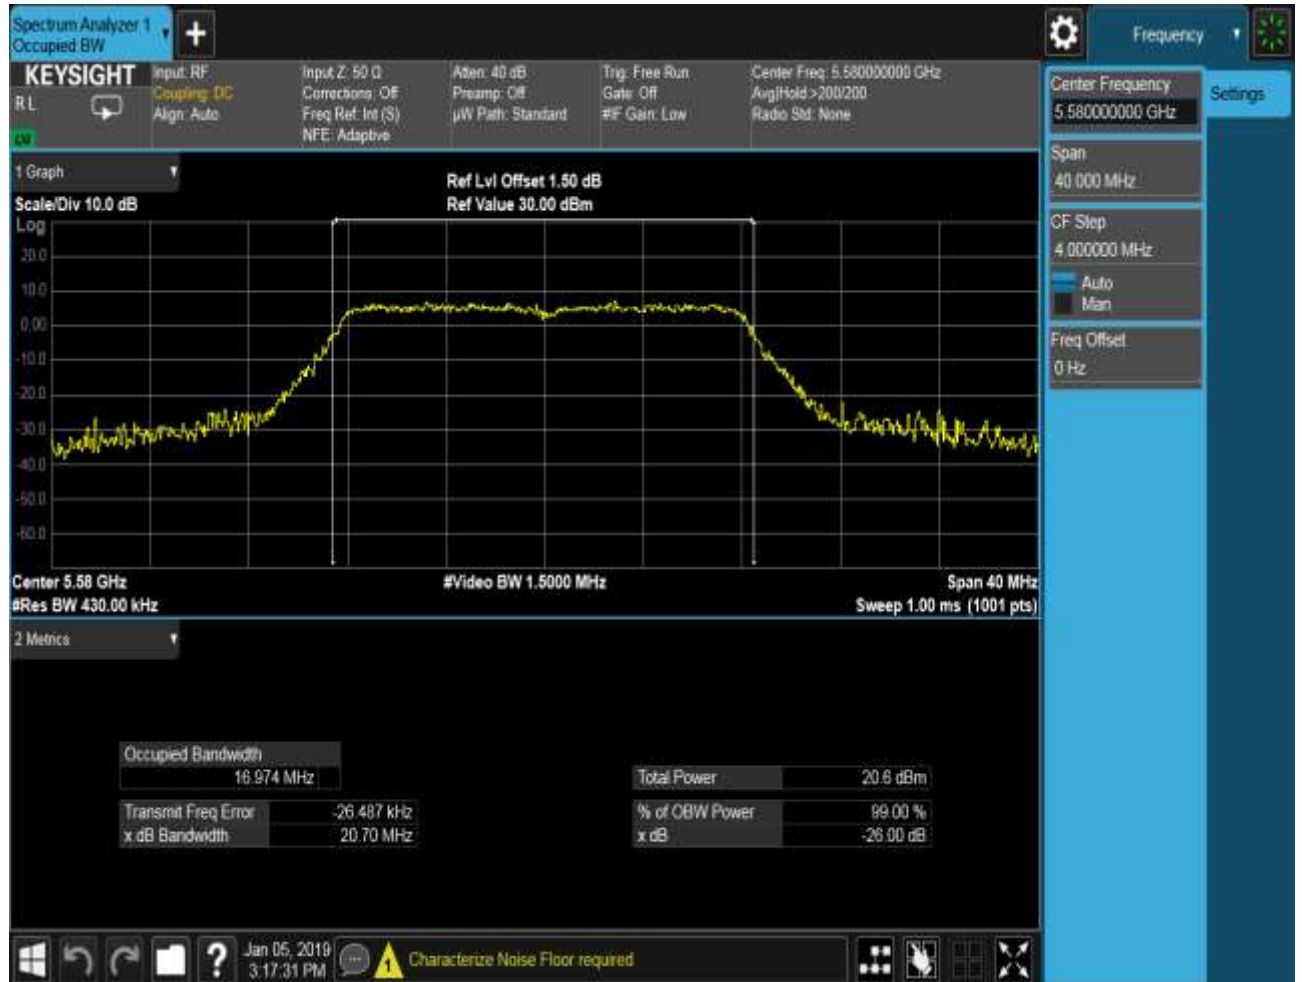 Spectrum Analyzer 1
Occupied BW
Frequency
KEYSIGHT
RL
Input: RF
Coupling: DC
Align: Auto
Input Z: 50 Ω
Corrections: Off
Freq Ref: Int (S)
NFE: Adaptive
Atten: 40 dB
Preamp: Off
µW Path: Standard
Trig: Free Run
Gate: Off
#IF Gain: Low
Center Freq: 5.580000000 GHz
Avg|Hold:>200/200
Radio Std: None
Center Frequency
5.580000000 GHz
Settings
Span
40.000 MHz
CF Step
4.000000 MHz
Auto
Man
Freq Offset
0 Hz
1 Graph
Scale/Div 10.0 dB
Ref Lvl Offset 1.50 dB
Ref Value 30.00 dBm
Log
20.0
10.0
0.00
-10.0
-20.0
-30.0
-40.0
-50.0
-60.0
Center 5.58 GHz
#Video BW 1.5000 MHz
Span 40 MHz
#Res BW 430.00 kHz
Sweep 1.00 ms (1001 pts)
2 Metrics
Occupied Bandwidth
16.974 MHz
Total Power 20.6 dBm
Transmit Freq Error -26.487 kHz
% of OBW Power 99.00 %
x dB Bandwidth 20.70 MHz
x dB -26.00 dB
?
Jan 05, 2019
3:17:31 PM
1
Characterize Noise Floor required